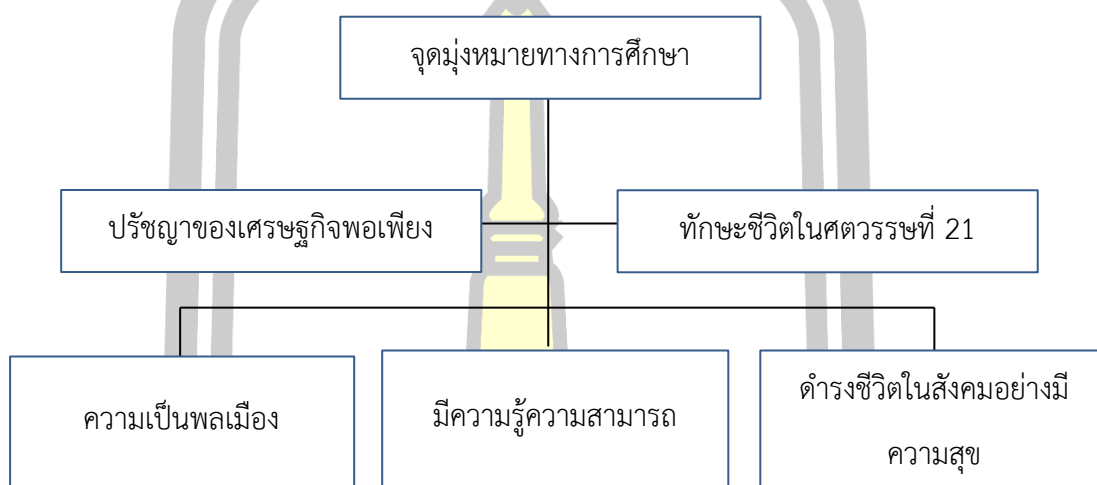 จุดมุ่งหมายทางการศึกษา
ปรัชญาของเศรษฐกิจพอเพียง
ทักษะชีวิตในศตวรรษที่ 21
ความเป็นพลเมือง
มีความรู้ความสามารถ
ดำรงชีวิตในสังคมอย่างมี
ความสุข